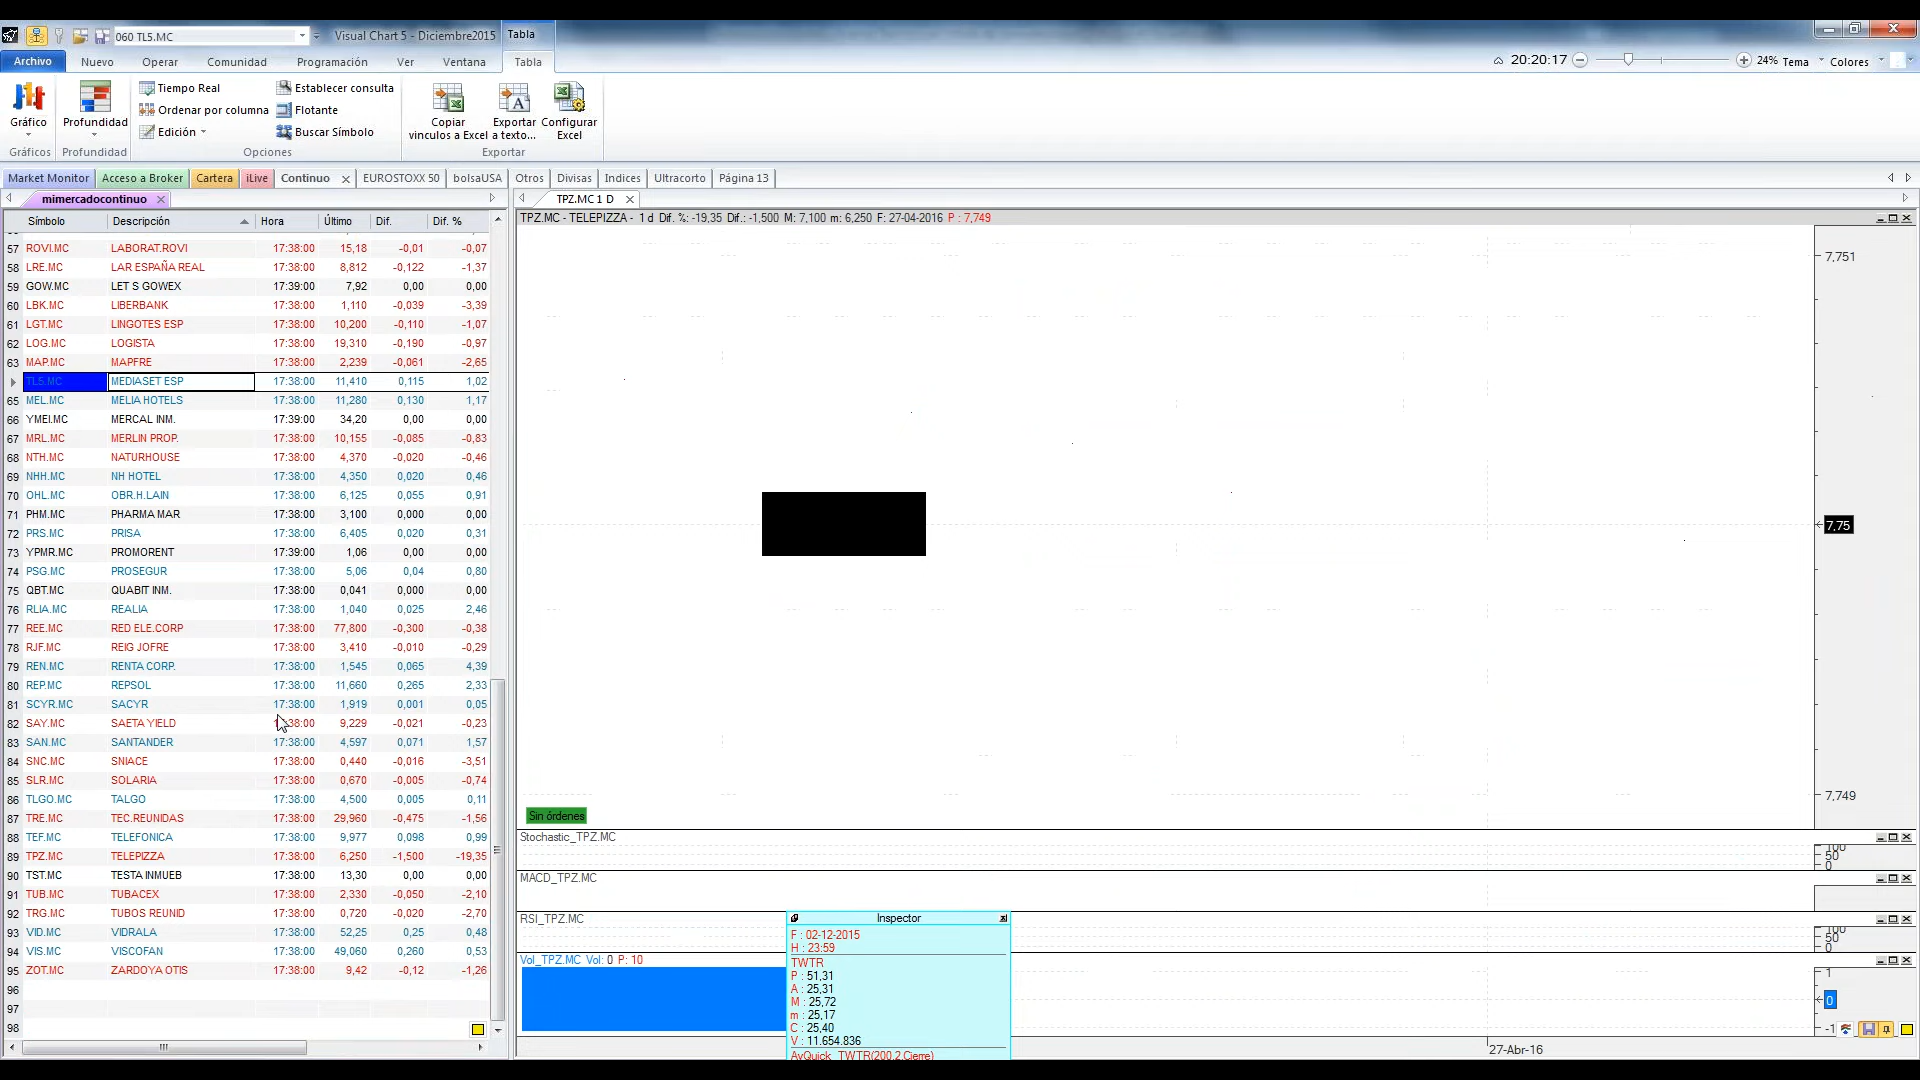 060 TL5.MC
Visual Chart 5 - Diciembre2015
Tabla
Archivo Nuevo Operar Comunidad Programación Ver Ventana Tabla
20:20:17
24% Tema Colores
Gráfico
Profundidad
Tiempo Real
Ordenar por columna
Edición
Establecer consulta
Flotante
Buscar Símbolo
Copiar vinculos a Excel
Exportar a texto...
Configurar Excel
Gráficos Profundidad Opciones Exportar
Market Monitor Acceso a Broker Cartera iLive Continuo EUROSTOXX 50 bolsaUSA Otros Divisas Indices Ultracorto Página 13
mimercadocontinuo
Símbolo Descripción Hora Último Dif. Dif. %
57 ROVI.MC LABORAT.ROVI 17:38:00 15,18 -0,01 -0,07
58 LRE.MC LAR ESPAÑA REAL 17:38:00 8,812 -0,122 -1,37
59 GOW.MC LET S GOWEX 17:39:00 7,92 0,00 0,00
60 LBK.MC LIBERBANK 17:38:00 1,110 -0,039 -3,39
61 LGT.MC LINGOTES ESP 17:38:00 10,200 -0,110 -1,07
62 LOG.MC LOGISTA 17:38:00 19,310 -0,190 -0,97
63 MAP.MC MAPFRE 17:38:00 2,239 -0,061 -2,65
TL5.MC MEDIASET ESP 17:38:00 11,410 0,115 1,02
65 MEL.MC MELIA HOTELS 17:38:00 11,280 0,130 1,17
66 YMEI.MC MERCAL INM. 17:39:00 34,20 0,00 0,00
67 MRL.MC MERLIN PROP. 17:38:00 10,155 -0,085 -0,83
68 NTH.MC NATURHOUSE 17:38:00 4,370 -0,020 -0,46
69 NHH.MC NH HOTEL 17:38:00 4,350 0,020 0,46
70 OHL.MC OBR.H.LAIN 17:38:00 6,125 0,055 0,91
71 PHM.MC PHARMA MAR 17:38:00 3,100 0,000 0,00
72 PRS.MC PRISA 17:38:00 6,405 0,020 0,31
73 YPMR.MC PROMORENT 17:39:00 1,06 0,00 0,00
74 PSG.MC PROSEGUR 17:38:00 5,06 0,04 0,80
75 QBT.MC QUABIT INM. 17:38:00 0,041 0,000 0,00
76 RLIA.MC REALIA 17:38:00 1,040 0,025 2,46
77 REE.MC RED ELE.CORP 17:38:00 77,800 -0,300 -0,38
78 RJF.MC REIG JOFRE 17:38:00 3,410 -0,010 -0,29
79 REN.MC RENTA CORP. 17:38:00 1,545 0,065 4,39
80 REP.MC REPSOL 17:38:00 11,660 0,265 2,33
81 SCYR.MC SACYR 17:38:00 1,919 0,001 0,05
82 SAY.MC SAETA YIELD 9,229 -0,021 -0,23
83 SAN.MC SANTANDER 17:38:00 4,597 0,071 1,57
84 SNC.MC SNIACE 17:38:00 0,440 -0,016 -3,51
85 SLR.MC SOLARIA 17:38:00 0,670 -0,005 -0,74
86 TLGO.MC TALGO 17:38:00 4,500 0,005 0,11
87 TRE.MC TEC.REUNIDAS 17:38:00 29,960 -0,475 -1,56
88 TEF.MC TELEFONICA 17:38:00 9,977 0,098 0,99
89 TPZ.MC TELEPIZZA 17:38:00 6,250 -1,500 -19,35
90 TST.MC TESTA INMUEB 17:38:00 13,30 0,00 0,00
91 TUB.MC TUBACEX 17:38:00 2,330 -0,050 -2,10
92 TRG.MC TUBOS REUNID 17:38:00 0,720 -0,020 -2,70
93 VID.MC VIDRALA 17:38:00 52,25 0,25 0,48
94 VIS.MC VISCOFAN 17:38:00 49,060 0,260 0,53
95 ZOT.MC ZARDOYA OTIS 17:38:00 9,42 -0,12 -1,26
96
97
98
TPZ.MC 1 D
TPZ.MC - TELEPIZZA - 1 d Dif. %: -19,35 Dif.: -1,500 M: 7,100 m: 6,250 F: 27-04-2016 P : 7,749
7,751
7,75
7,749
Sin órdenes
Stochastic_TPZ.MC
100
50
0
MACD_TPZ.MC
RSI_TPZ.MC
100
50
0
Vol_TPZ.MC Vol: 0 P: 10
1
0
-1
Inspector
F : 02-12-2015
H : 23:59
TWTR
P : 51,31
A : 25,31
M : 25,72
m : 25,17
C : 25,40
V : 11.654.836
AvQuick_TWTR(200,2,Cierre)
27-Abr-16